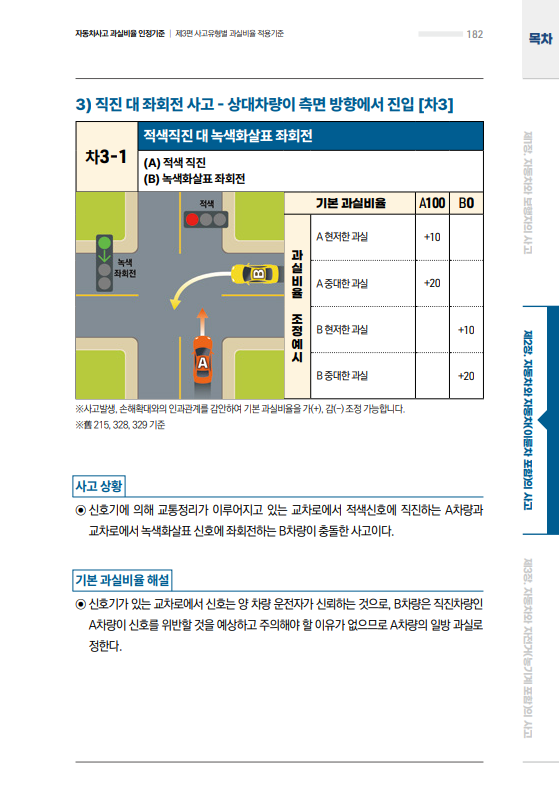 자동차사고 과실비율 인정기준 | 제3편 사고유형별 과실비율 적용기준
182
목차
3) 직진 대 좌회전 사고 - 상대차량이 측면 방향에서 진입 [차3]
차3-1
적색직진 대 녹색화살표 좌회전
(A) 적색 직진
(B) 녹색화살표 좌회전
적색
녹색
좌회전
B
A
기본 과실비율 A100 B0
과실비율 조정예시
A 현저한 과실 +10
A 중대한 과실 +20
B 현저한 과실 +10
B 중대한 과실 +20
※사고발생, 손해확대와의 인과관계를 감안하여 기본 과실비율을 가(+), 감(-) 조정 가능합니다.
※舊 215, 328, 329 기준
사고 상황
◉ 신호기에 의해 교통정리가 이루어지고 있는 교차로에서 적색신호에 직진하는 A차량과
교차로에서 녹색화살표 신호에 좌회전하는 B차량이 충돌한 사고이다.
기본 과실비율 해설
◉ 신호기가 있는 교차로에서 신호는 양 차량 운전자가 신뢰하는 것으로, B차량은 직진차량인
A차량이 신호를 위반할 것을 예상하고 주의해야 할 이유가 없으므로 A차량의 일방 과실로
정한다.
제1장. 자동차와 보행자의 사고
제2장. 자동차와 자동차(이륜차 포함)의 사고
제3장. 자동차와 자전거(농기계 포함)의 사고